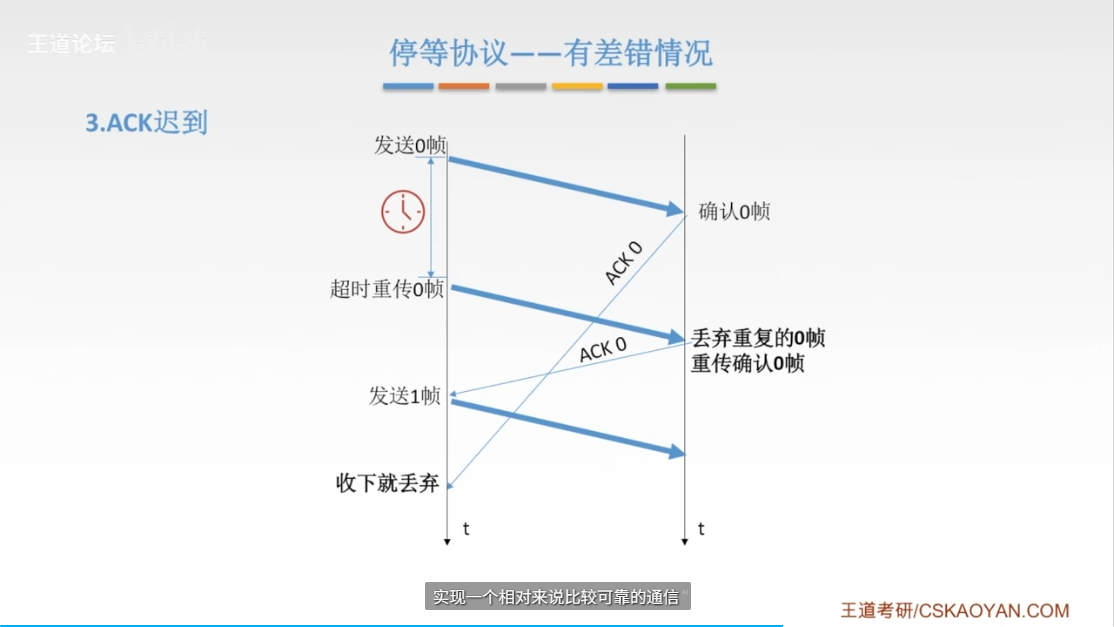 王道论坛
停等协议——有差错情况
3.ACK迟到
发送0帧
确认0帧
ACK 0
超时重传0帧
丢弃重复的0帧
重传确认0帧
ACK 0
发送1帧
收下就丢弃
t
t
实现一个相对来说比较可靠的通信
王道考研/CSKAOYAN.COM